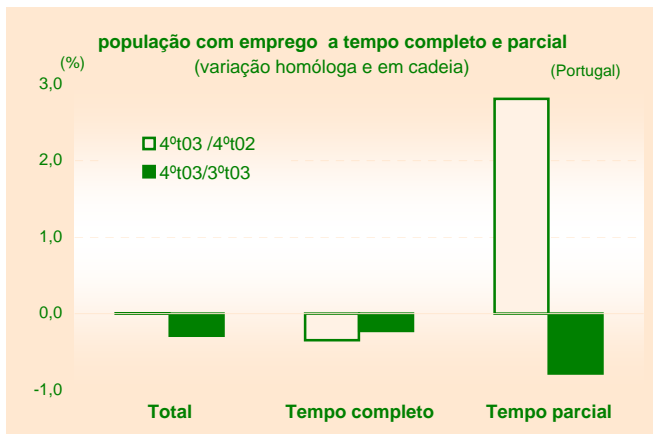 população com emprego a tempo completo e parcial
(variação homóloga e em cadeia)
(%)
(Portugal)
3,0
4ºt03 /4ºt02
4ºt03/3ºt03
2,0
1,0
0,0
-1,0
Total Tempo completo Tempo parcial